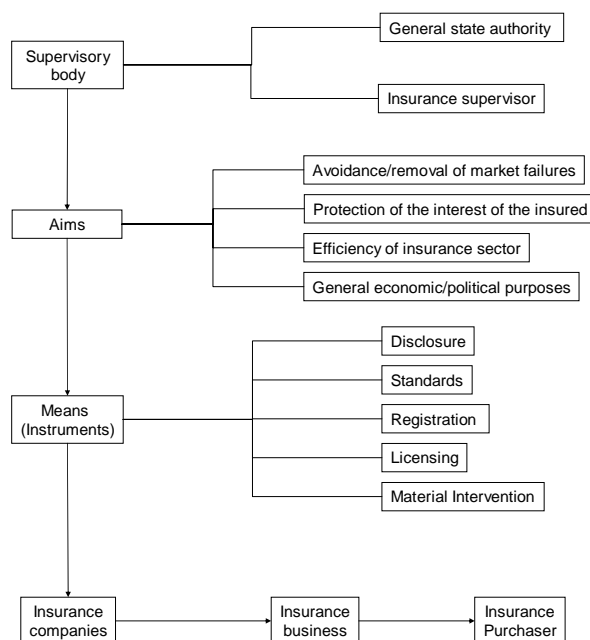 General state authority
Supervisory
body
Insurance supervisor
Avoidance/removal of market failures
Protection of the interest of the insured
Aims
Efficiency of insurance sector
General economic/political purposes
Disclosure
Standards
Means
(Instruments)
Registration
Licensing
Material Intervention
Insurance
companies
Insurance
business
Insurance
Purchaser